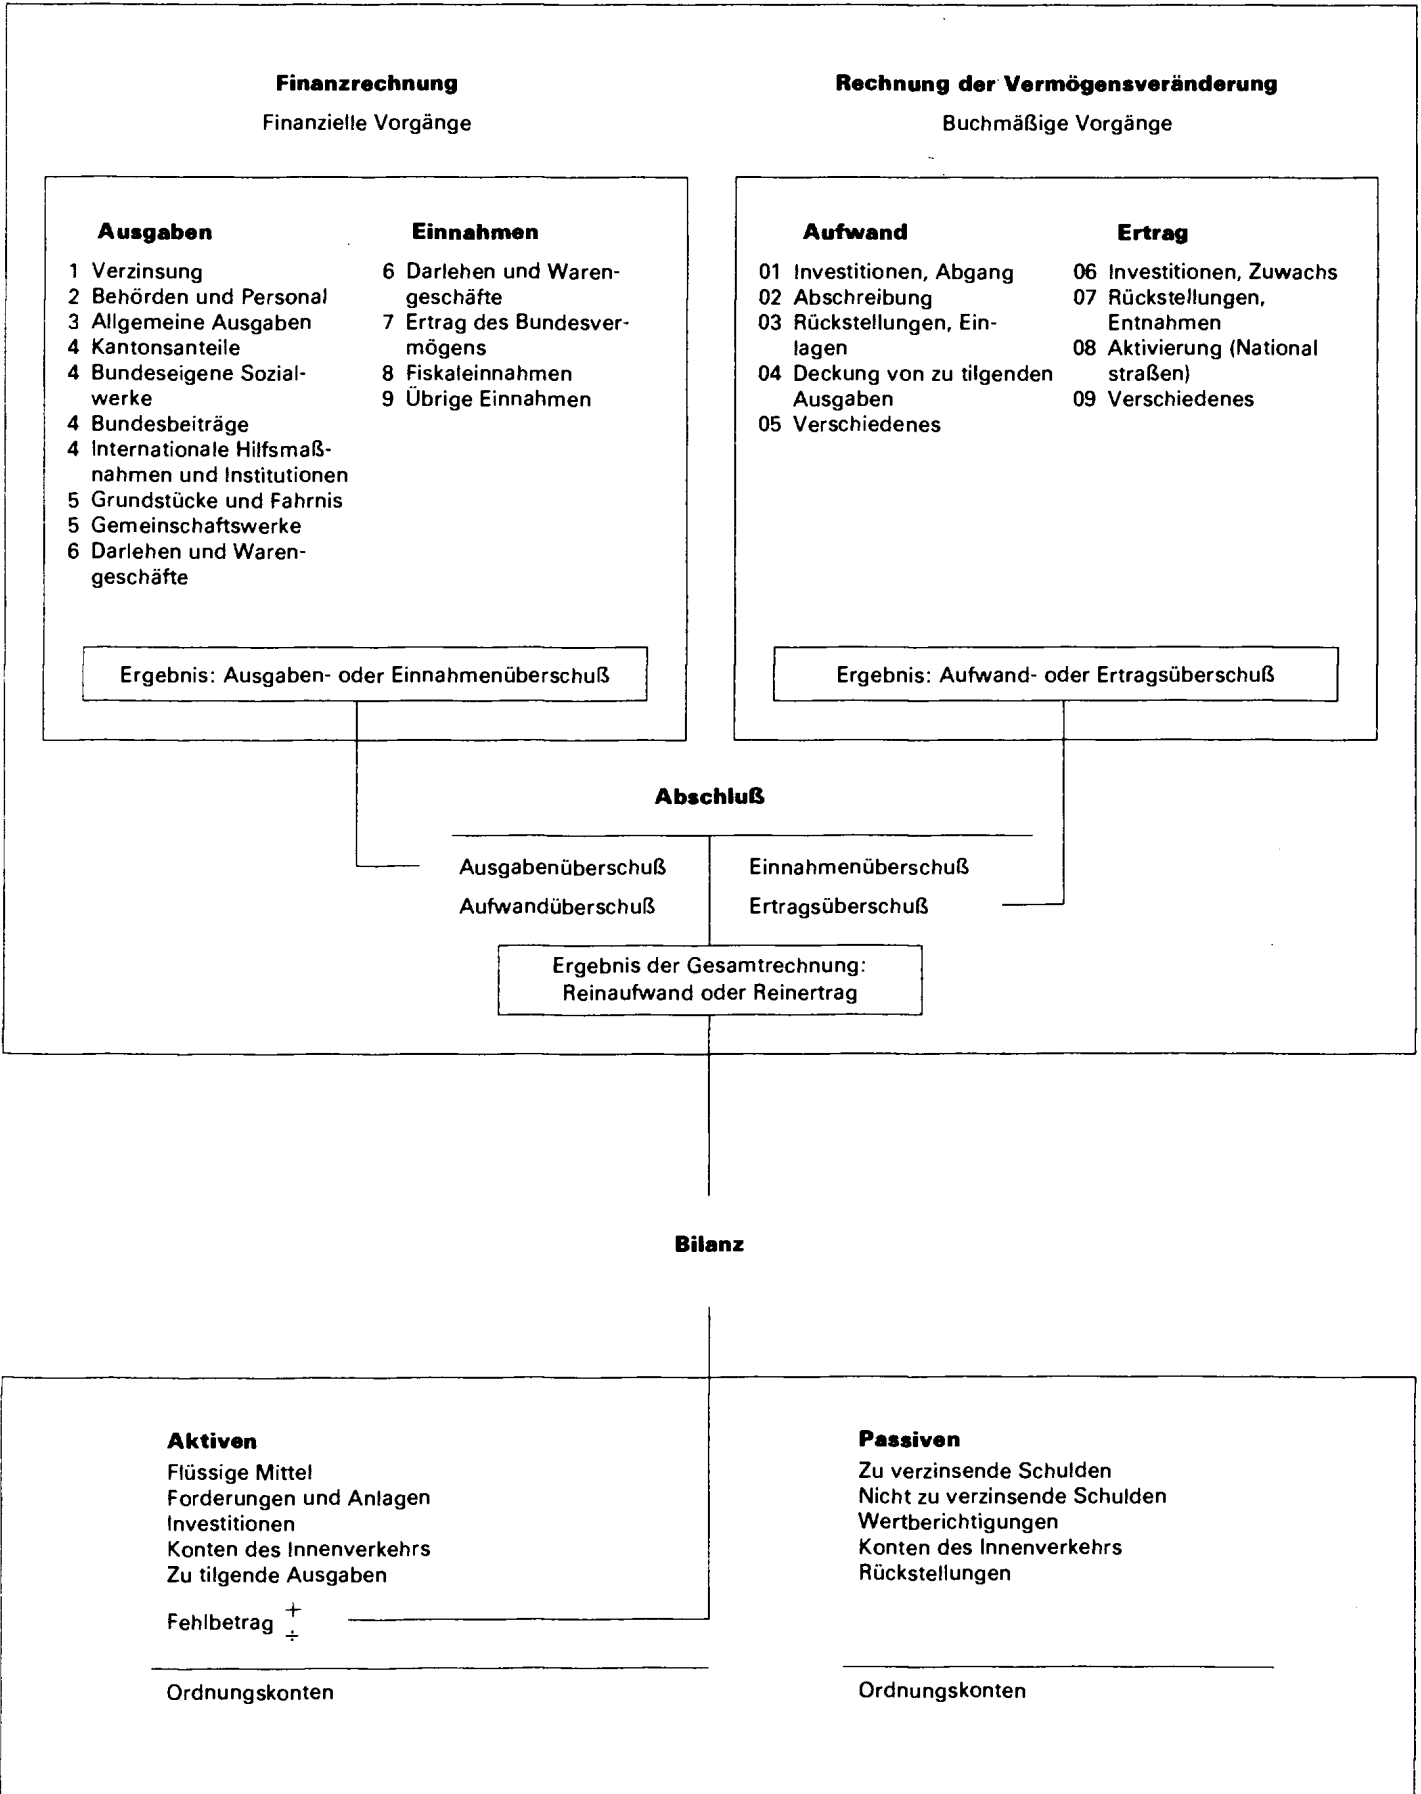 Finanzrechnung
Finanzielle Vorgänge
Ausgaben
1 Verzinsung
2 Behörden und Personal
3 Allgemeine Ausgaben
4 Kantonsanteile
4 Bundeseigene Sozial-
werke
4 Bundesbeiträge
4 Internationale Hilfsmaß-
nahmen und Institutionen
5 Grundstücke und Fahrnis
5 Gemeinschaftswerke
6 Darlehen und Waren-
geschäfte
Einnahmen
6 Darlehen und Waren-
geschäfte
7 Ertrag des Bundesver-
mögens
8 Fiskaleinnahmen
9 Übrige Einnahmen
Ergebnis: Ausgaben- oder Einnahmenüberschuß
Rechnung der Vermögensveränderung
Buchmäßige Vorgänge
Aufwand
01 Investitionen, Abgang
02 Abschreibung
03 Rückstellungen, Ein-
lagen
04 Deckung von zu tilgenden
Ausgaben
05 Verschiedenes
Ertrag
06 Investitionen, Zuwachs
07 Rückstellungen,
Entnahmen
08 Aktivierung (National
straßen)
09 Verschiedenes
Ergebnis: Aufwand- oder Ertragsüberschuß
Abschluß
Ausgabenüberschuß
Aufwandüberschuß
Einnahmenüberschuß
Ertragsüberschuß
Ergebnis der Gesamtrechnung:
Reinaufwand oder Reinertrag
Bilanz
Aktiven
Flüssige Mittel
Forderungen und Anlagen
Investitionen
Konten des Innenverkehrs
Zu tilgende Ausgaben
Fehlbetrag + ÷
Ordnungskonten
Passiven
Zu verzinsende Schulden
Nicht zu verzinsende Schulden
Wertberichtigungen
Konten des Innenverkehrs
Rückstellungen
Ordnungskonten